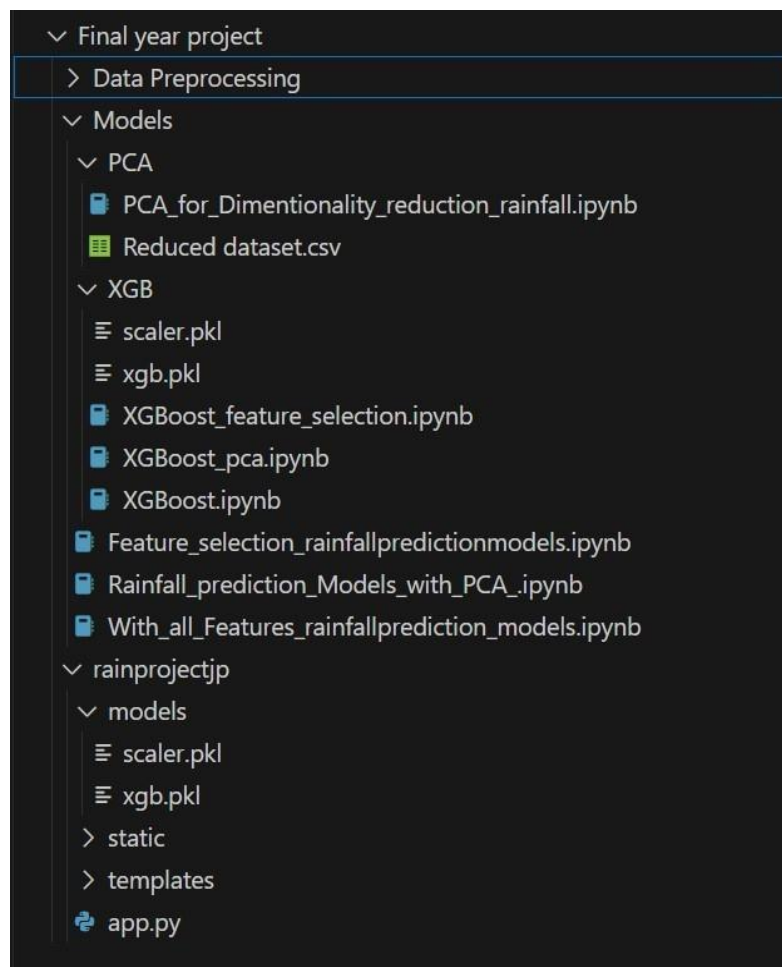 Final year project
Data Preprocessing
Models
PCA
PCA_for_Dimentionality_reduction_rainfall.ipynb
Reduced dataset.csv
XGB
scaler.pkl
xgb.pkl
XGBoost_feature_selection.ipynb
XGBoost_pca.ipynb
XGBoost.ipynb
Feature_selection_rainfallpredictionmodels.ipynb
Rainfall_prediction_Models_with_PCA_.ipynb
With_all_Features_rainfallprediction_models.ipynb
rainprojectjp
models
scaler.pkl
xgb.pkl
static
templates
app.py